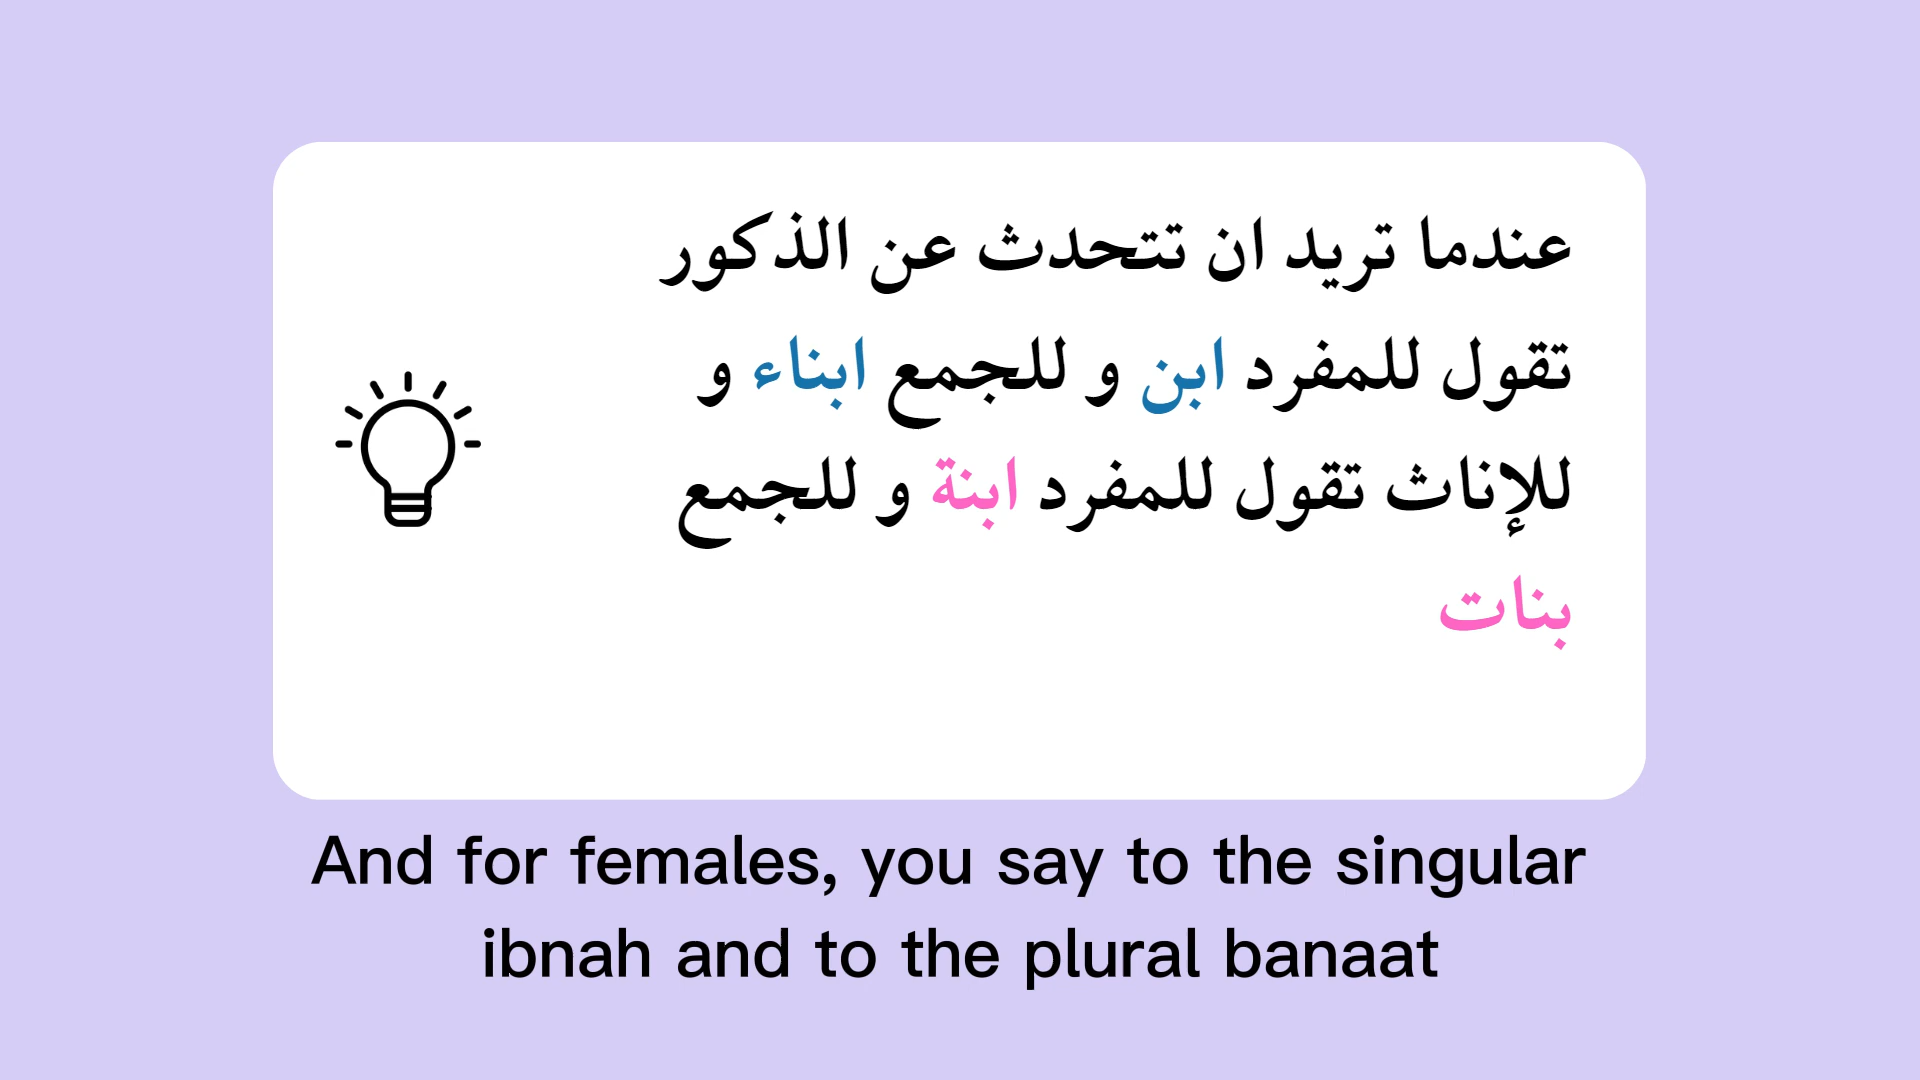 عندما تريد ان تتحدث عن الذكور
تقول للمفرد ابن و للجمع ابناء و
للإناث تقول للمفرد ابنة و للجمع
بنات
And for females, you say to the singular
ibnah and to the plural banaat